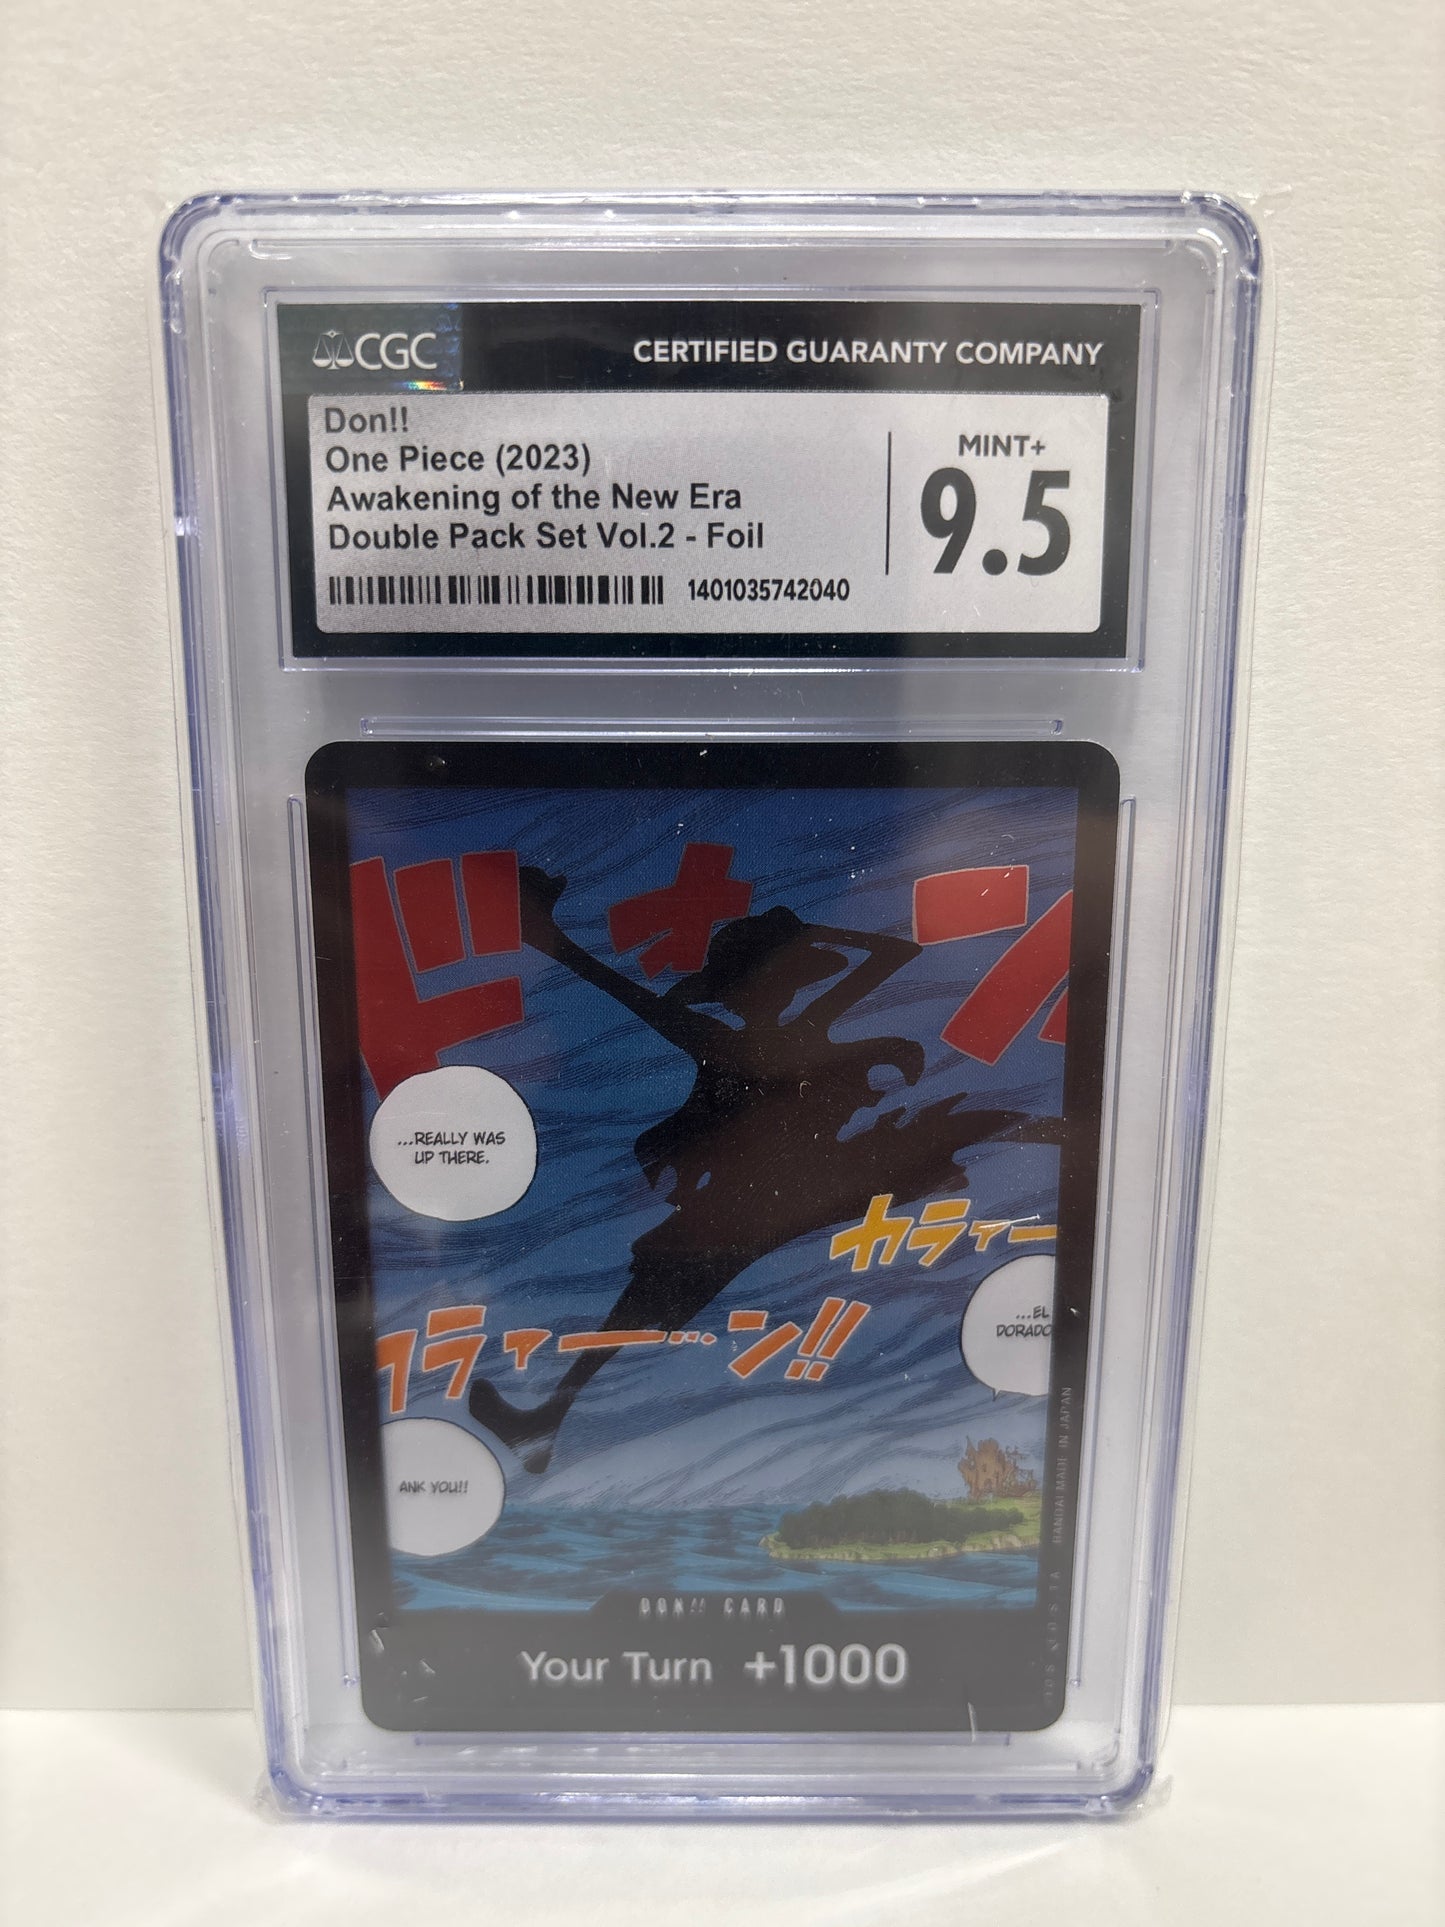 CGC
CERTIFIED GUARANTY COMPANY
Don!!
One Piece (2023)
Awakening of the New Era
Double Pack Set Vol.2 - Foil
1401035742040
MINT+
9.5
ドォン
...REALLY WAS
UP THERE.
カラァー
...EL
DORADO
カラァー...ン!!
ANK YOU!!
BANDAI MADE IN JAPAN
DON!! CARD
Your Turn +1000